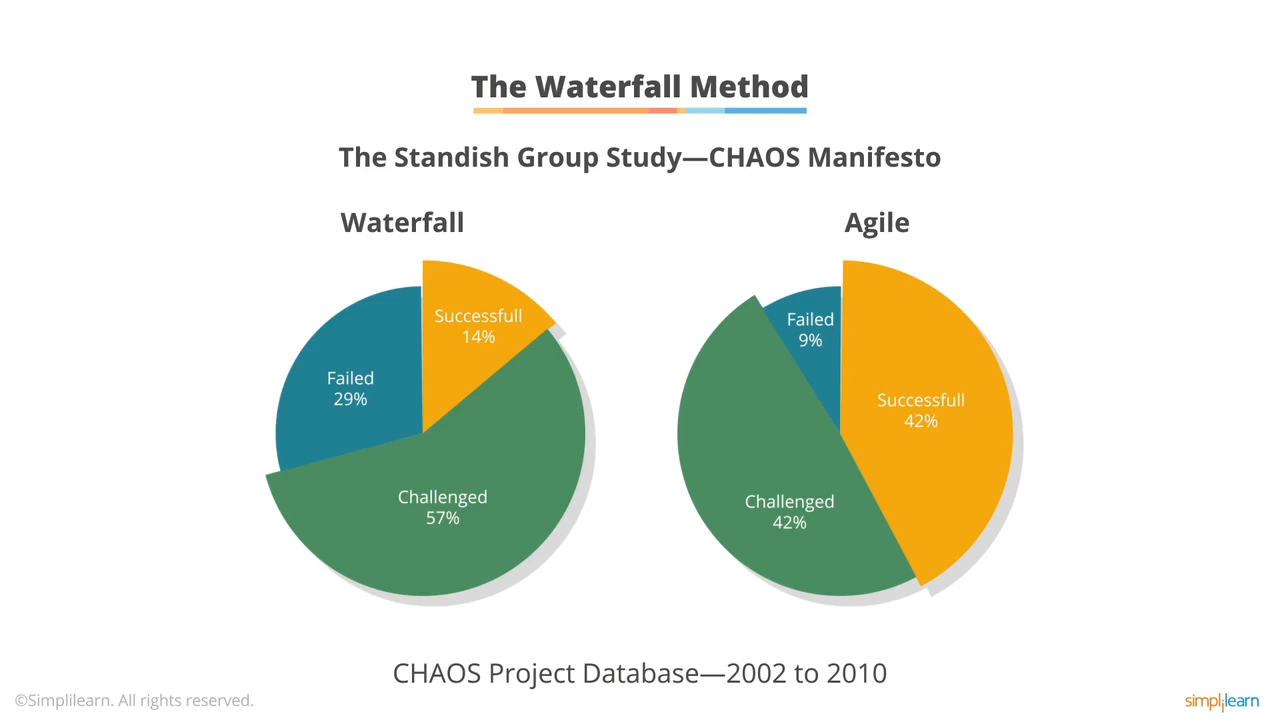 The Waterfall Method
The Standish Group Study—CHAOS Manifesto
Waterfall
Successfull
14%
Failed
29%
Challenged
57%
Agile
Failed
9%
Successfull
42%
Challenged
42%
CHAOS Project Database—2002 to 2010
©Simplilearn. All rights reserved.
simplilearn